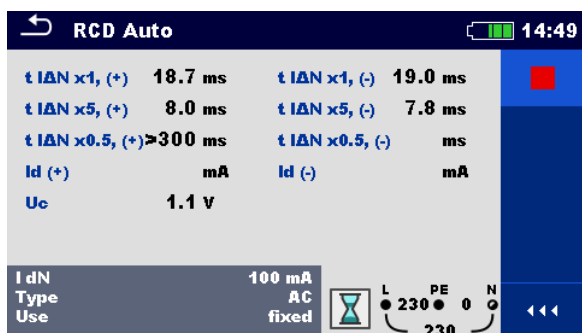 RCD Auto 14:49
t IΔN x1, (+) 18.7 ms t IΔN x1, (-) 19.0 ms
t IΔN x5, (+) 8.0 ms t IΔN x5, (-) 7.8 ms
t IΔN x0.5, (+) >300 ms t IΔN x0.5, (-) ms
Id (+) mA Id (-) mA
Uc 1.1 V
I dN 100 mA
Type AC
Use fixed
L PE N
230 0
230